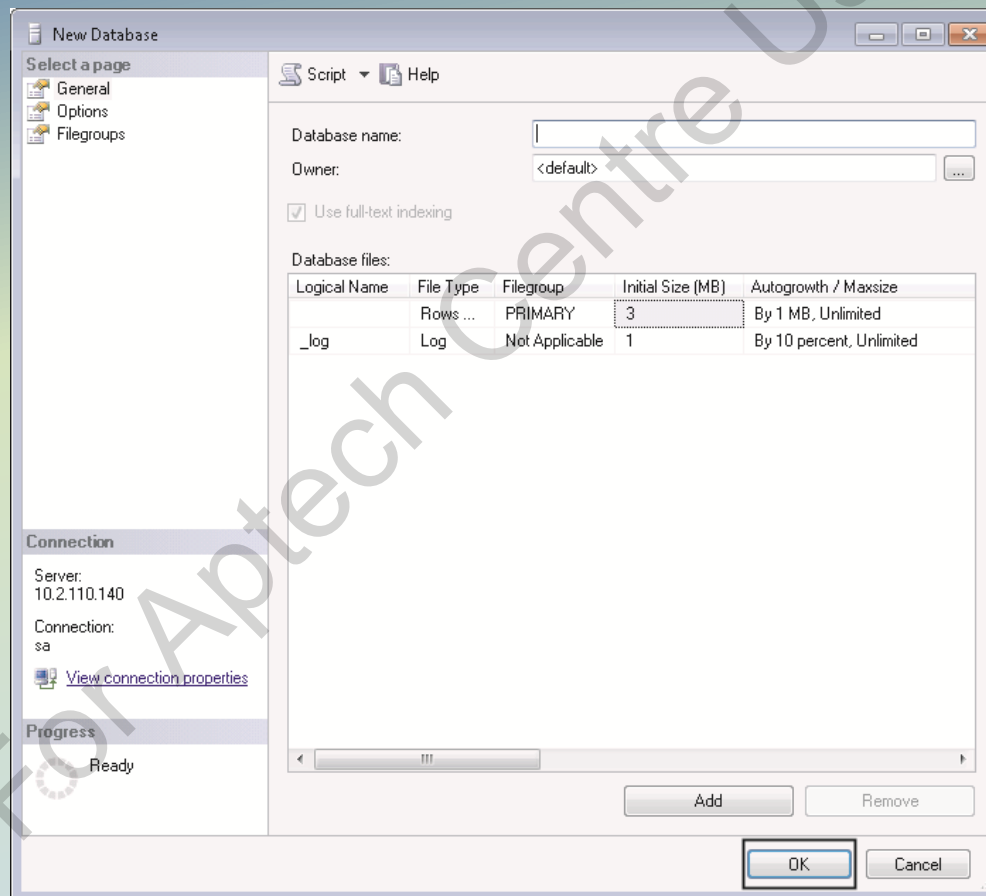 New Database
Select a page
General
Options
Filegroups
Script Help
Database name:
Owner: <default> ...
Use full-text indexing
Database files:
Logical Name File Type Filegroup Initial Size (MB) Autogrowth / Maxsize
Rows ... PRIMARY 3 By 1 MB, Unlimited
_log Log Not Applicable 1 By 10 percent, Unlimited
Connection
Server:
10.2.110.140
Connection:
sa
View connection properties
Progress
Ready
Add Remove
OK Cancel
For Aptech Centre